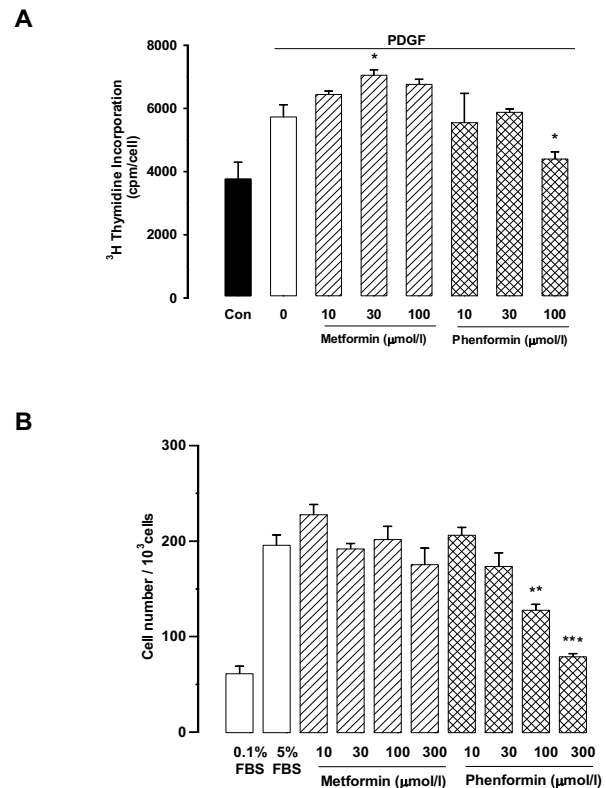 A
PDGF
8000
6000
4000
2000
0
³H Thymidine Incorporation
(cpm/cell)
*
*
Con 0 10 30 100 10 30 100
Metformin (μmol/l) Phenformin (μmol/l)
B
300
200
100
0
Cell number / 10³cells
**
***
0.1% 5% 10 30 100 300 10 30 100 300
FBS FBS
Metformin (μmol/l) Phenformin (μmol/l)